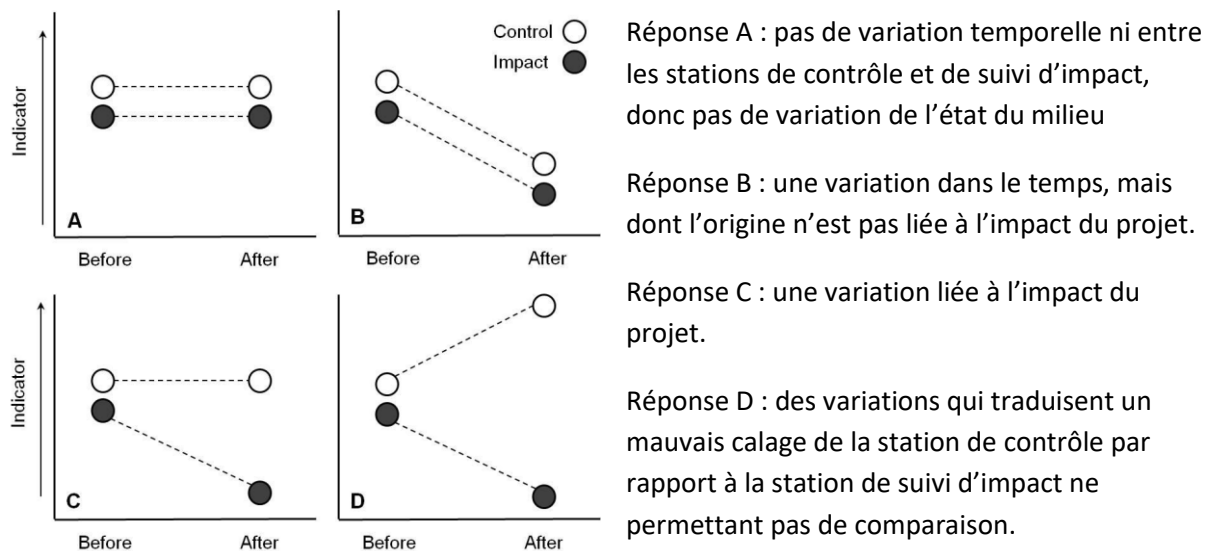 Control
Impact
Indicator
A
Before After
B
Before After
Indicator
C
Before After
D
Before After
Réponse A : pas de variation temporelle ni entre
les stations de contrôle et de suivi d’impact,
donc pas de variation de l’état du milieu
Réponse B : une variation dans le temps, mais
dont l’origine n’est pas liée à l’impact du projet.
Réponse C : une variation liée à l’impact du
projet.
Réponse D : des variations qui traduisent un
mauvais calage de la station de contrôle par
rapport à la station de suivi d’impact ne
permettant pas de comparaison.